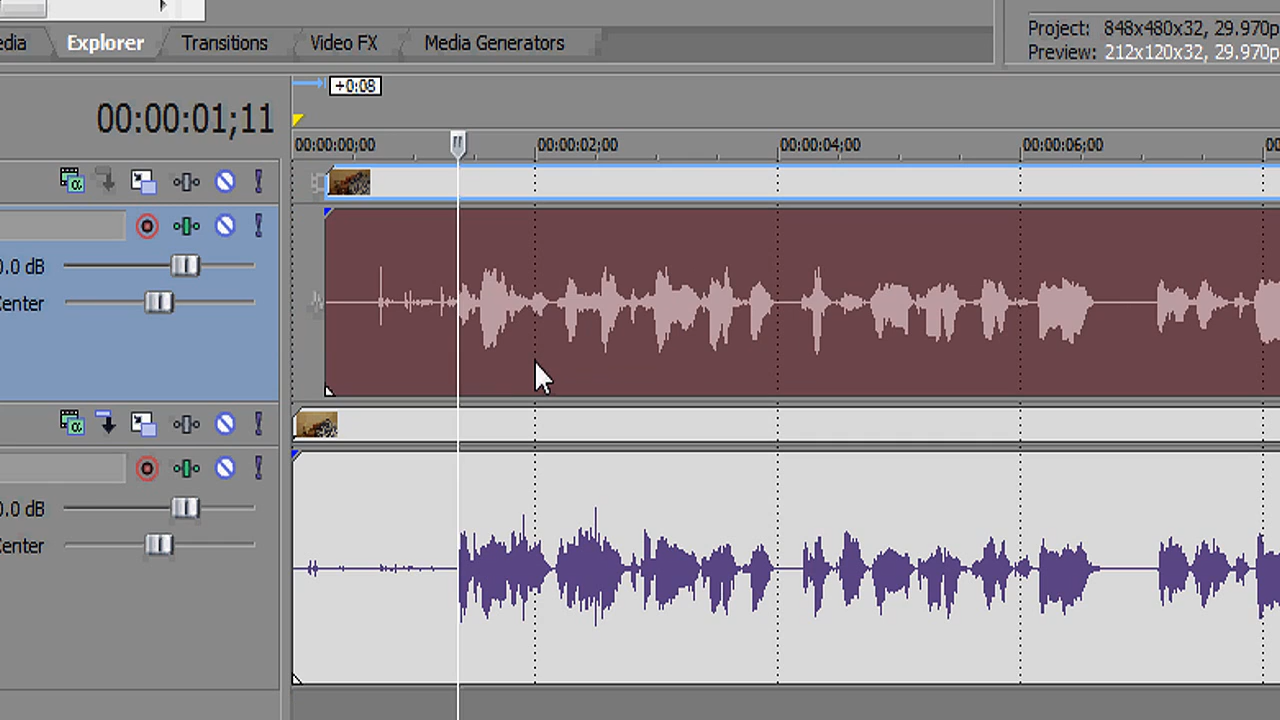 edia Explorer Transitions Video FX Media Generators
Project: 848x480x32, 29.970p
Preview: 212x120x32, 29.970p
+0:08
00:00:01;11
00:00:00;00 00:00:02;00 00:00:04;00 00:00:06;00 00
0.0 dB
Center
0.0 dB
Center